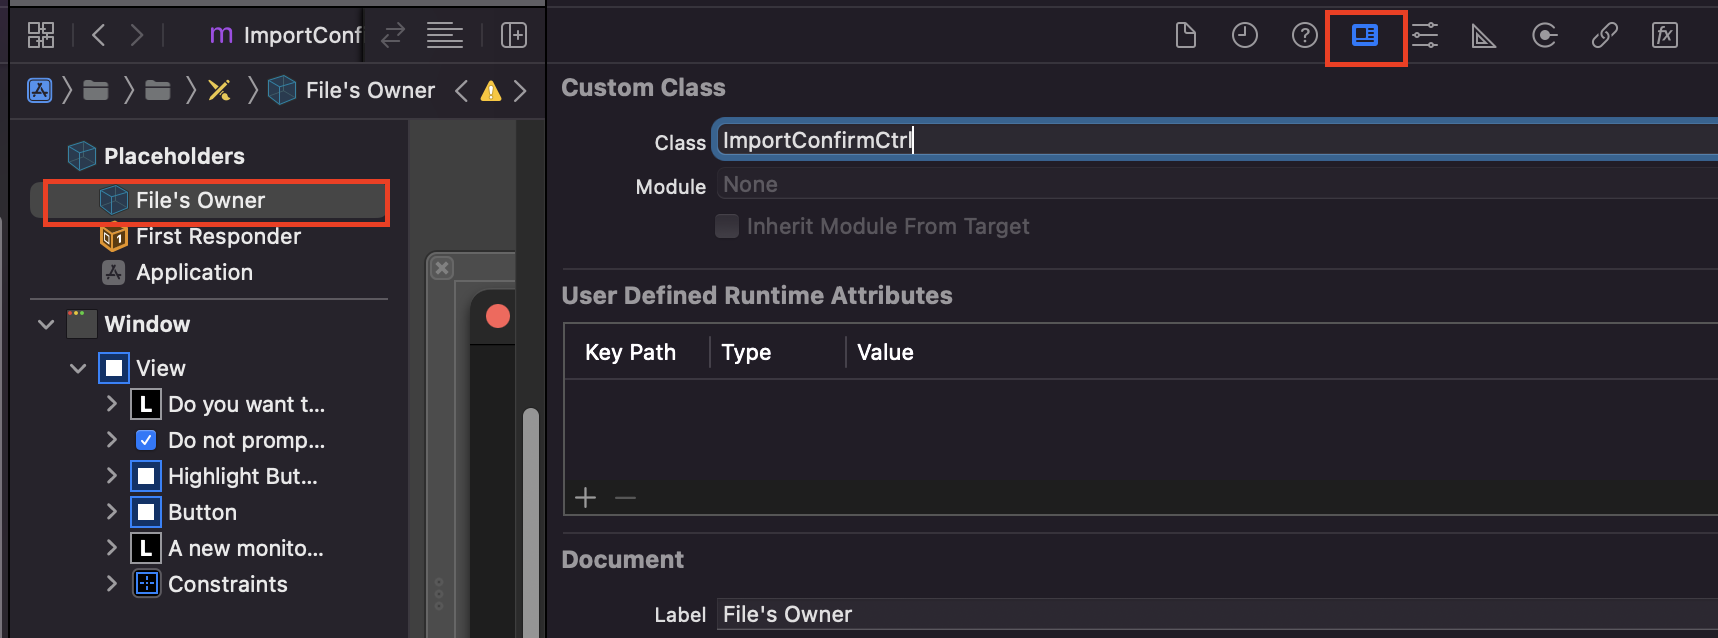 ImportConf
File's Owner
Placeholders
File's Owner
First Responder
Application
Window
View
L Do you want t...
Do not promp...
Highlight But...
Button
L A new monito...
Constraints
Custom Class
Class ImportConfirmCtrl
Module None
Inherit Module From Target
User Defined Runtime Attributes
Key Path Type Value
Document
Label File's Owner